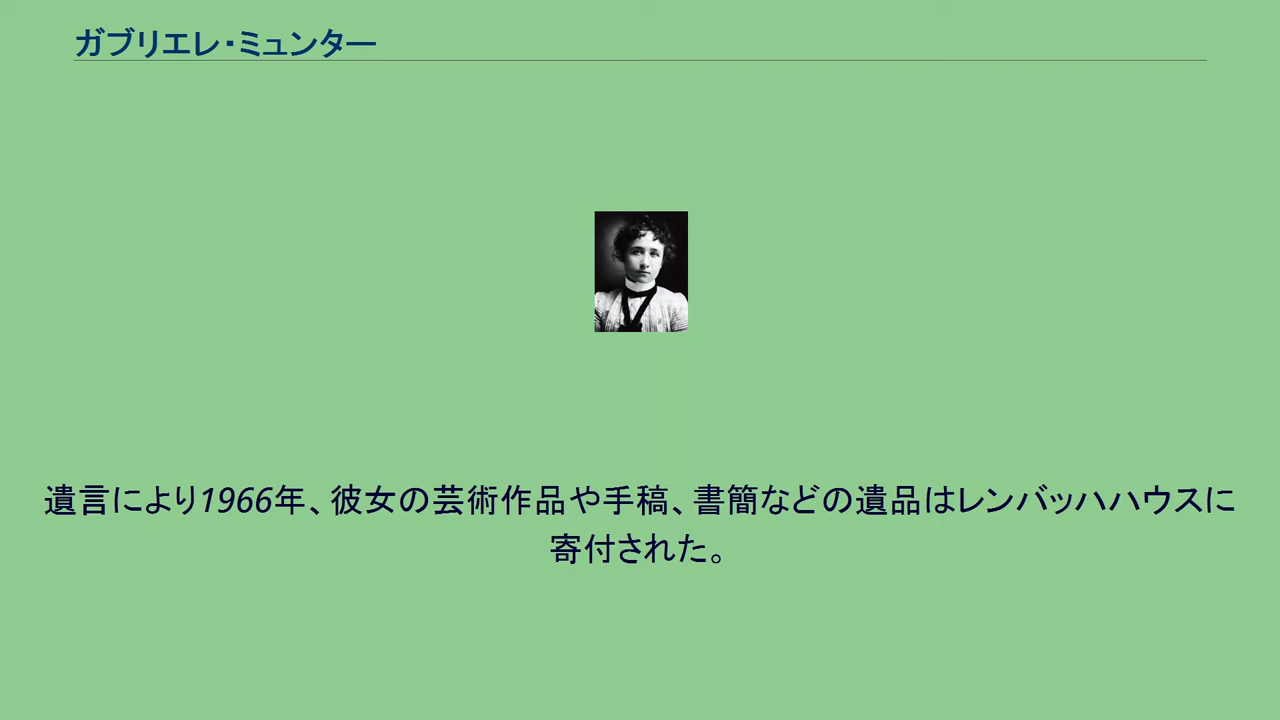 ガブリエレ・ミュンター
遺言により1966年、彼女の芸術作品や手稿、書簡などの遺品はレンバッハハウスに
寄付された。